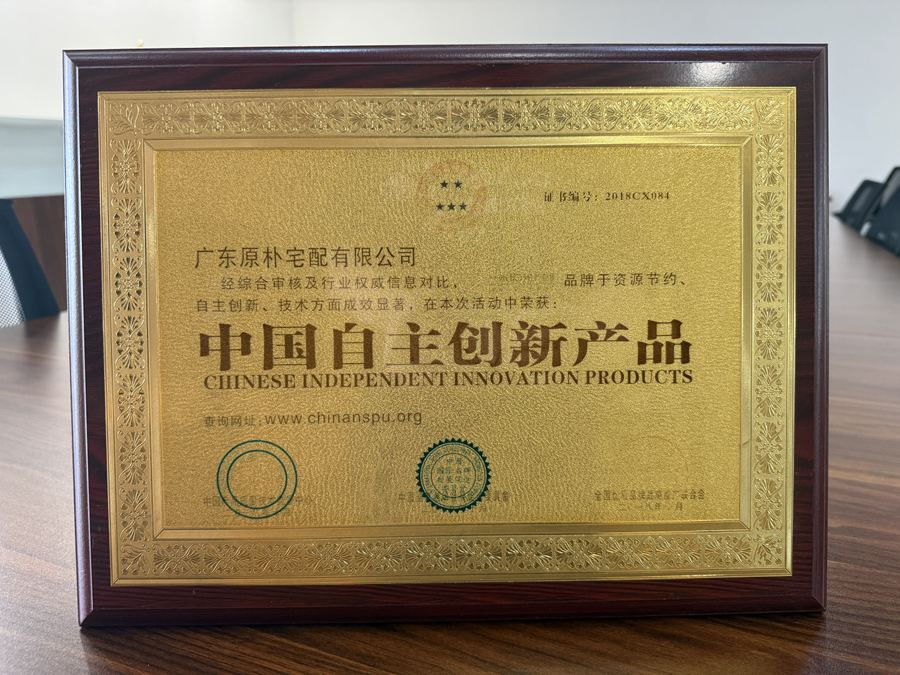 证书编号：2018CX084
广东原朴宅配有限公司
经综合审核及行业权威信息对比， 品牌于资源节约、
自主创新、技术方面成效显著，在本次活动中荣获：
中国自主创新产品
CHINESE INDEPENDENT INNOVATION PRODUCTS
查询网址：www.chinanspu.org